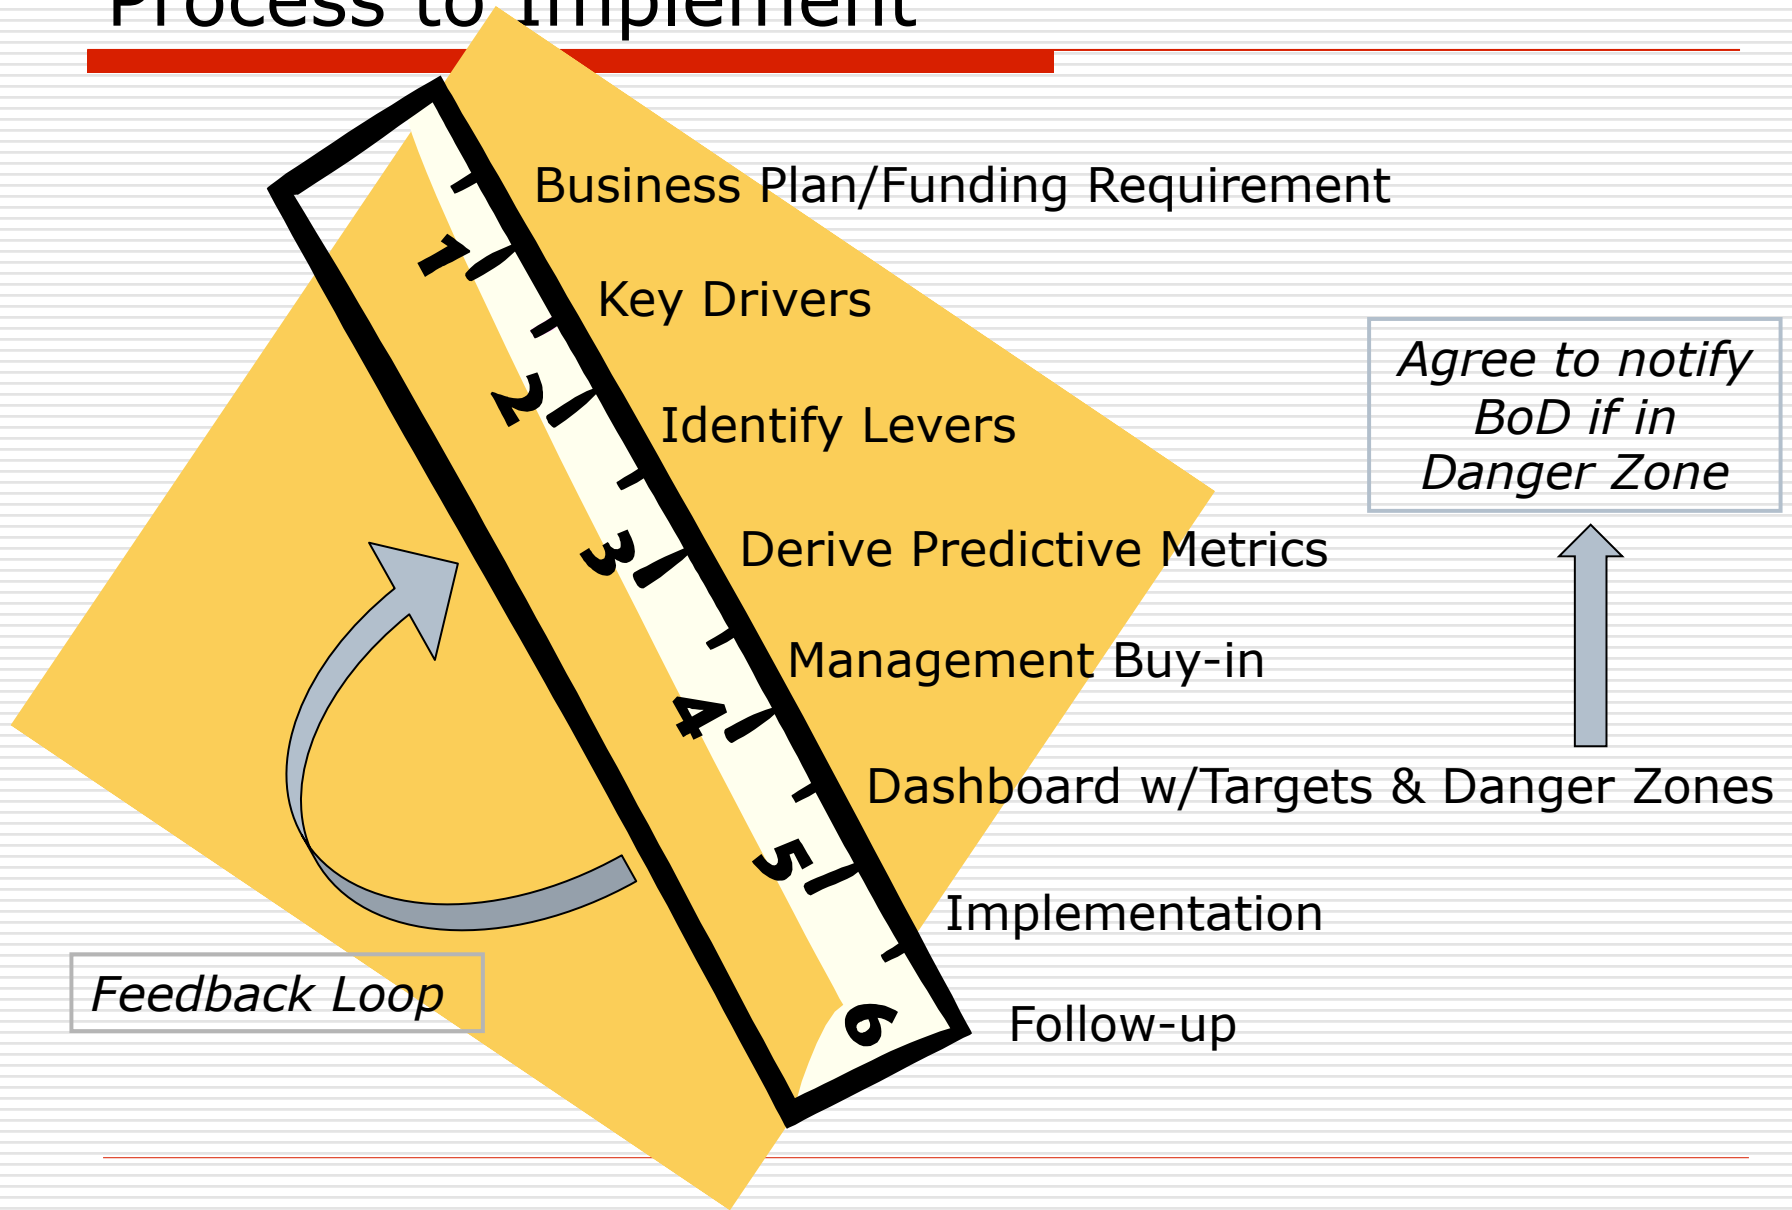 Process to Implement
Business Plan/Funding Requirement
1
Key Drivers
2
Identify Levers
Agree to notify
BoD if in
Danger Zone
3
Derive Predictive Metrics
Management Buy-in
4
Dashboard w/Targets & Danger Zones
5
Implementation
Feedback Loop
6
Follow-up